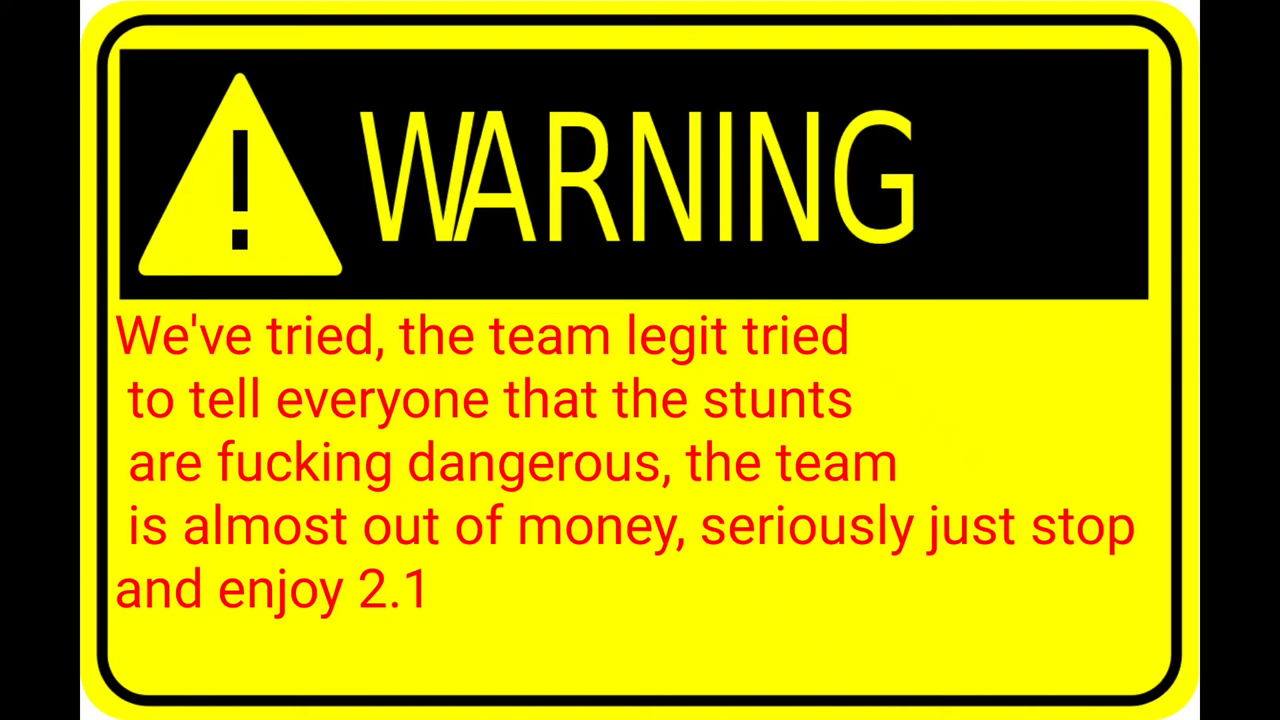 WARNING
We've tried, the team legit tried
to tell everyone that the stunts
are fucking dangerous, the team
is almost out of money, seriously just stop
and enjoy 2.1